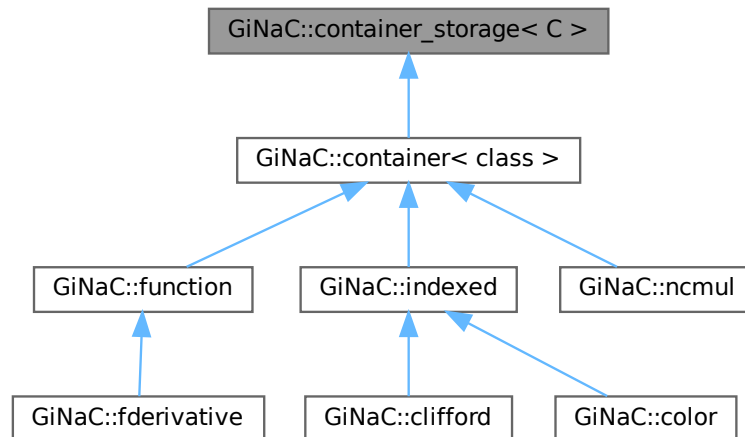 GiNaC::container_storage< C >
GiNaC::container< class >
GiNaC::function
GiNaC::indexed
GiNaC::ncmul
GiNaC::fderivative
GiNaC::clifford
GiNaC::color